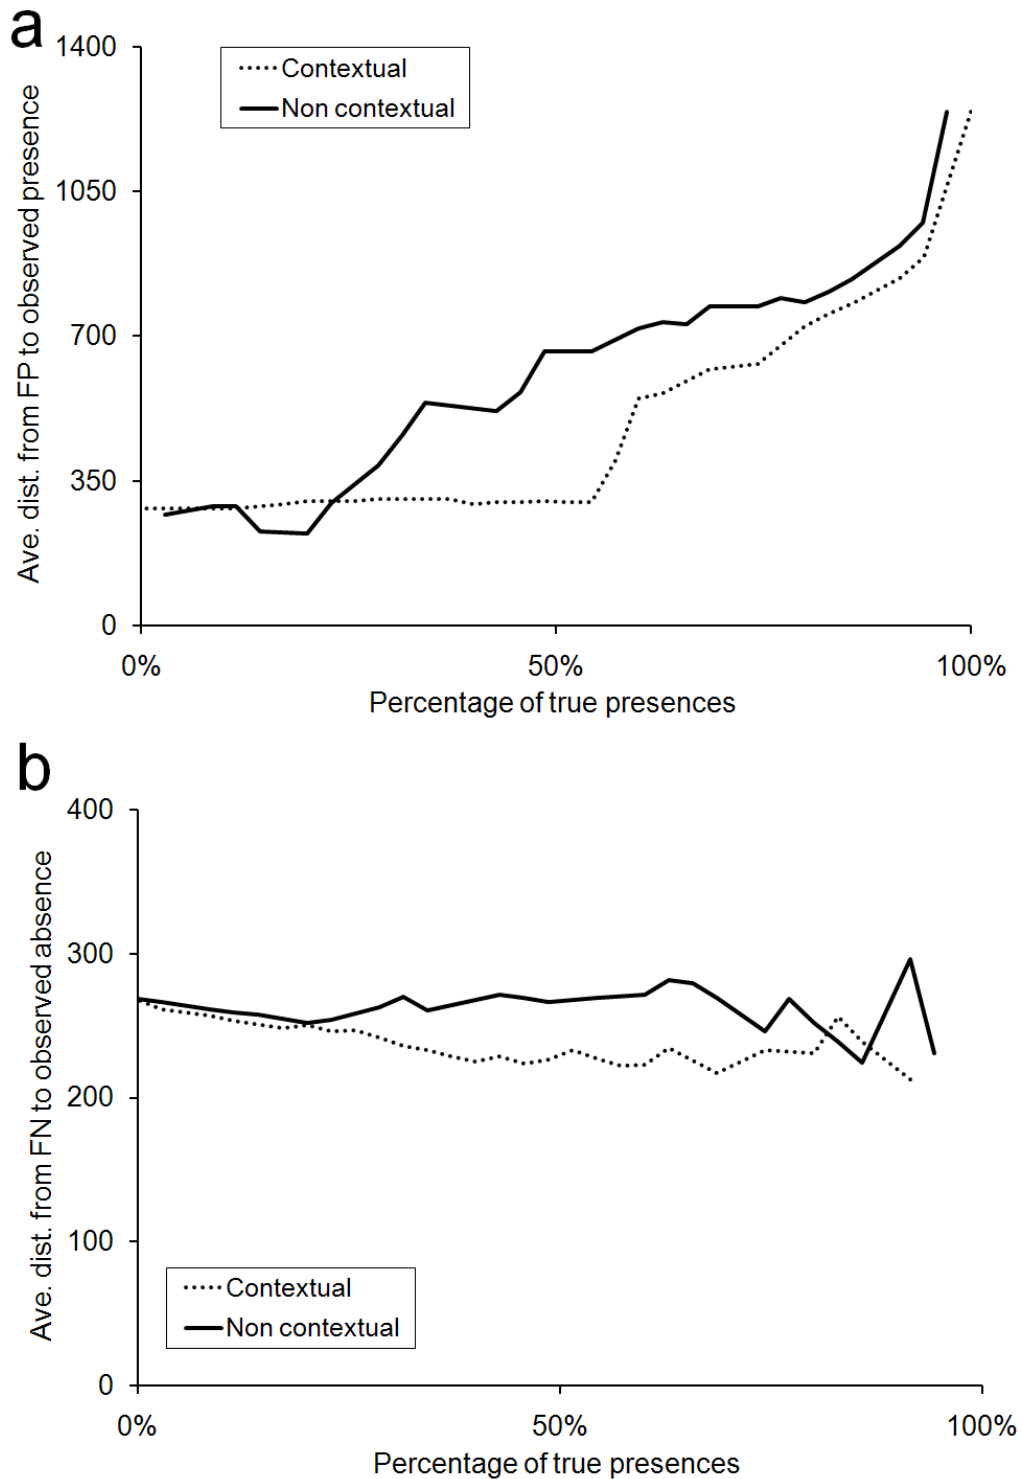 a
1400
1050
700
350
0
Ave. dist. from FP to observed presence
Contextual
Non contextual
0% 50% 100%
Percentage of true presences
b
400
300
200
100
0
Ave. dist. from FN to observed absence
Contextual
Non contextual
0% 50% 100%
Percentage of true presences